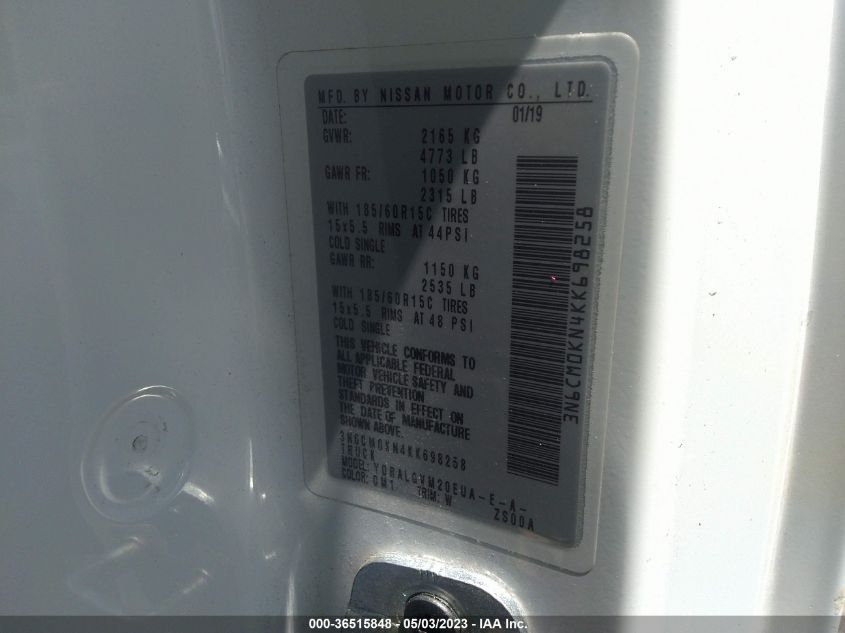 MFD. BY NISSAN MOTOR CO., LTD.
DATE: 01/19
GVWR: 2165 KG
4773 LB
GAWR FR: 1050 KG
2315 LB
WITH 185/60R15C TIRES
15x5.5 RIMS AT 44PSI
COLD SINGLE
GAWR RR: 1150 KG
2535 LB
WITH 185/60R15C TIRES
15x5.5 RIMS AT 48 PSI
COLD SINGLE
THIS VEHICLE CONFORMS TO
ALL APPLICABLE FEDERAL
MOTOR VEHICLE SAFETY AND
THEFT PREVENTION
STANDARDS IN EFFECT ON
THE DATE OF MANUFACTURE
SHOWN ABOVE.
3N6CM0KN4KK698258
TRUCK
MODEL: YDRALGVM20EUA-E-A-
COLOR: QM1 TRIM: W ZS00A
3N6CM0KN4KK698258
000-36515848 - 05/03/2023 - IAA Inc.